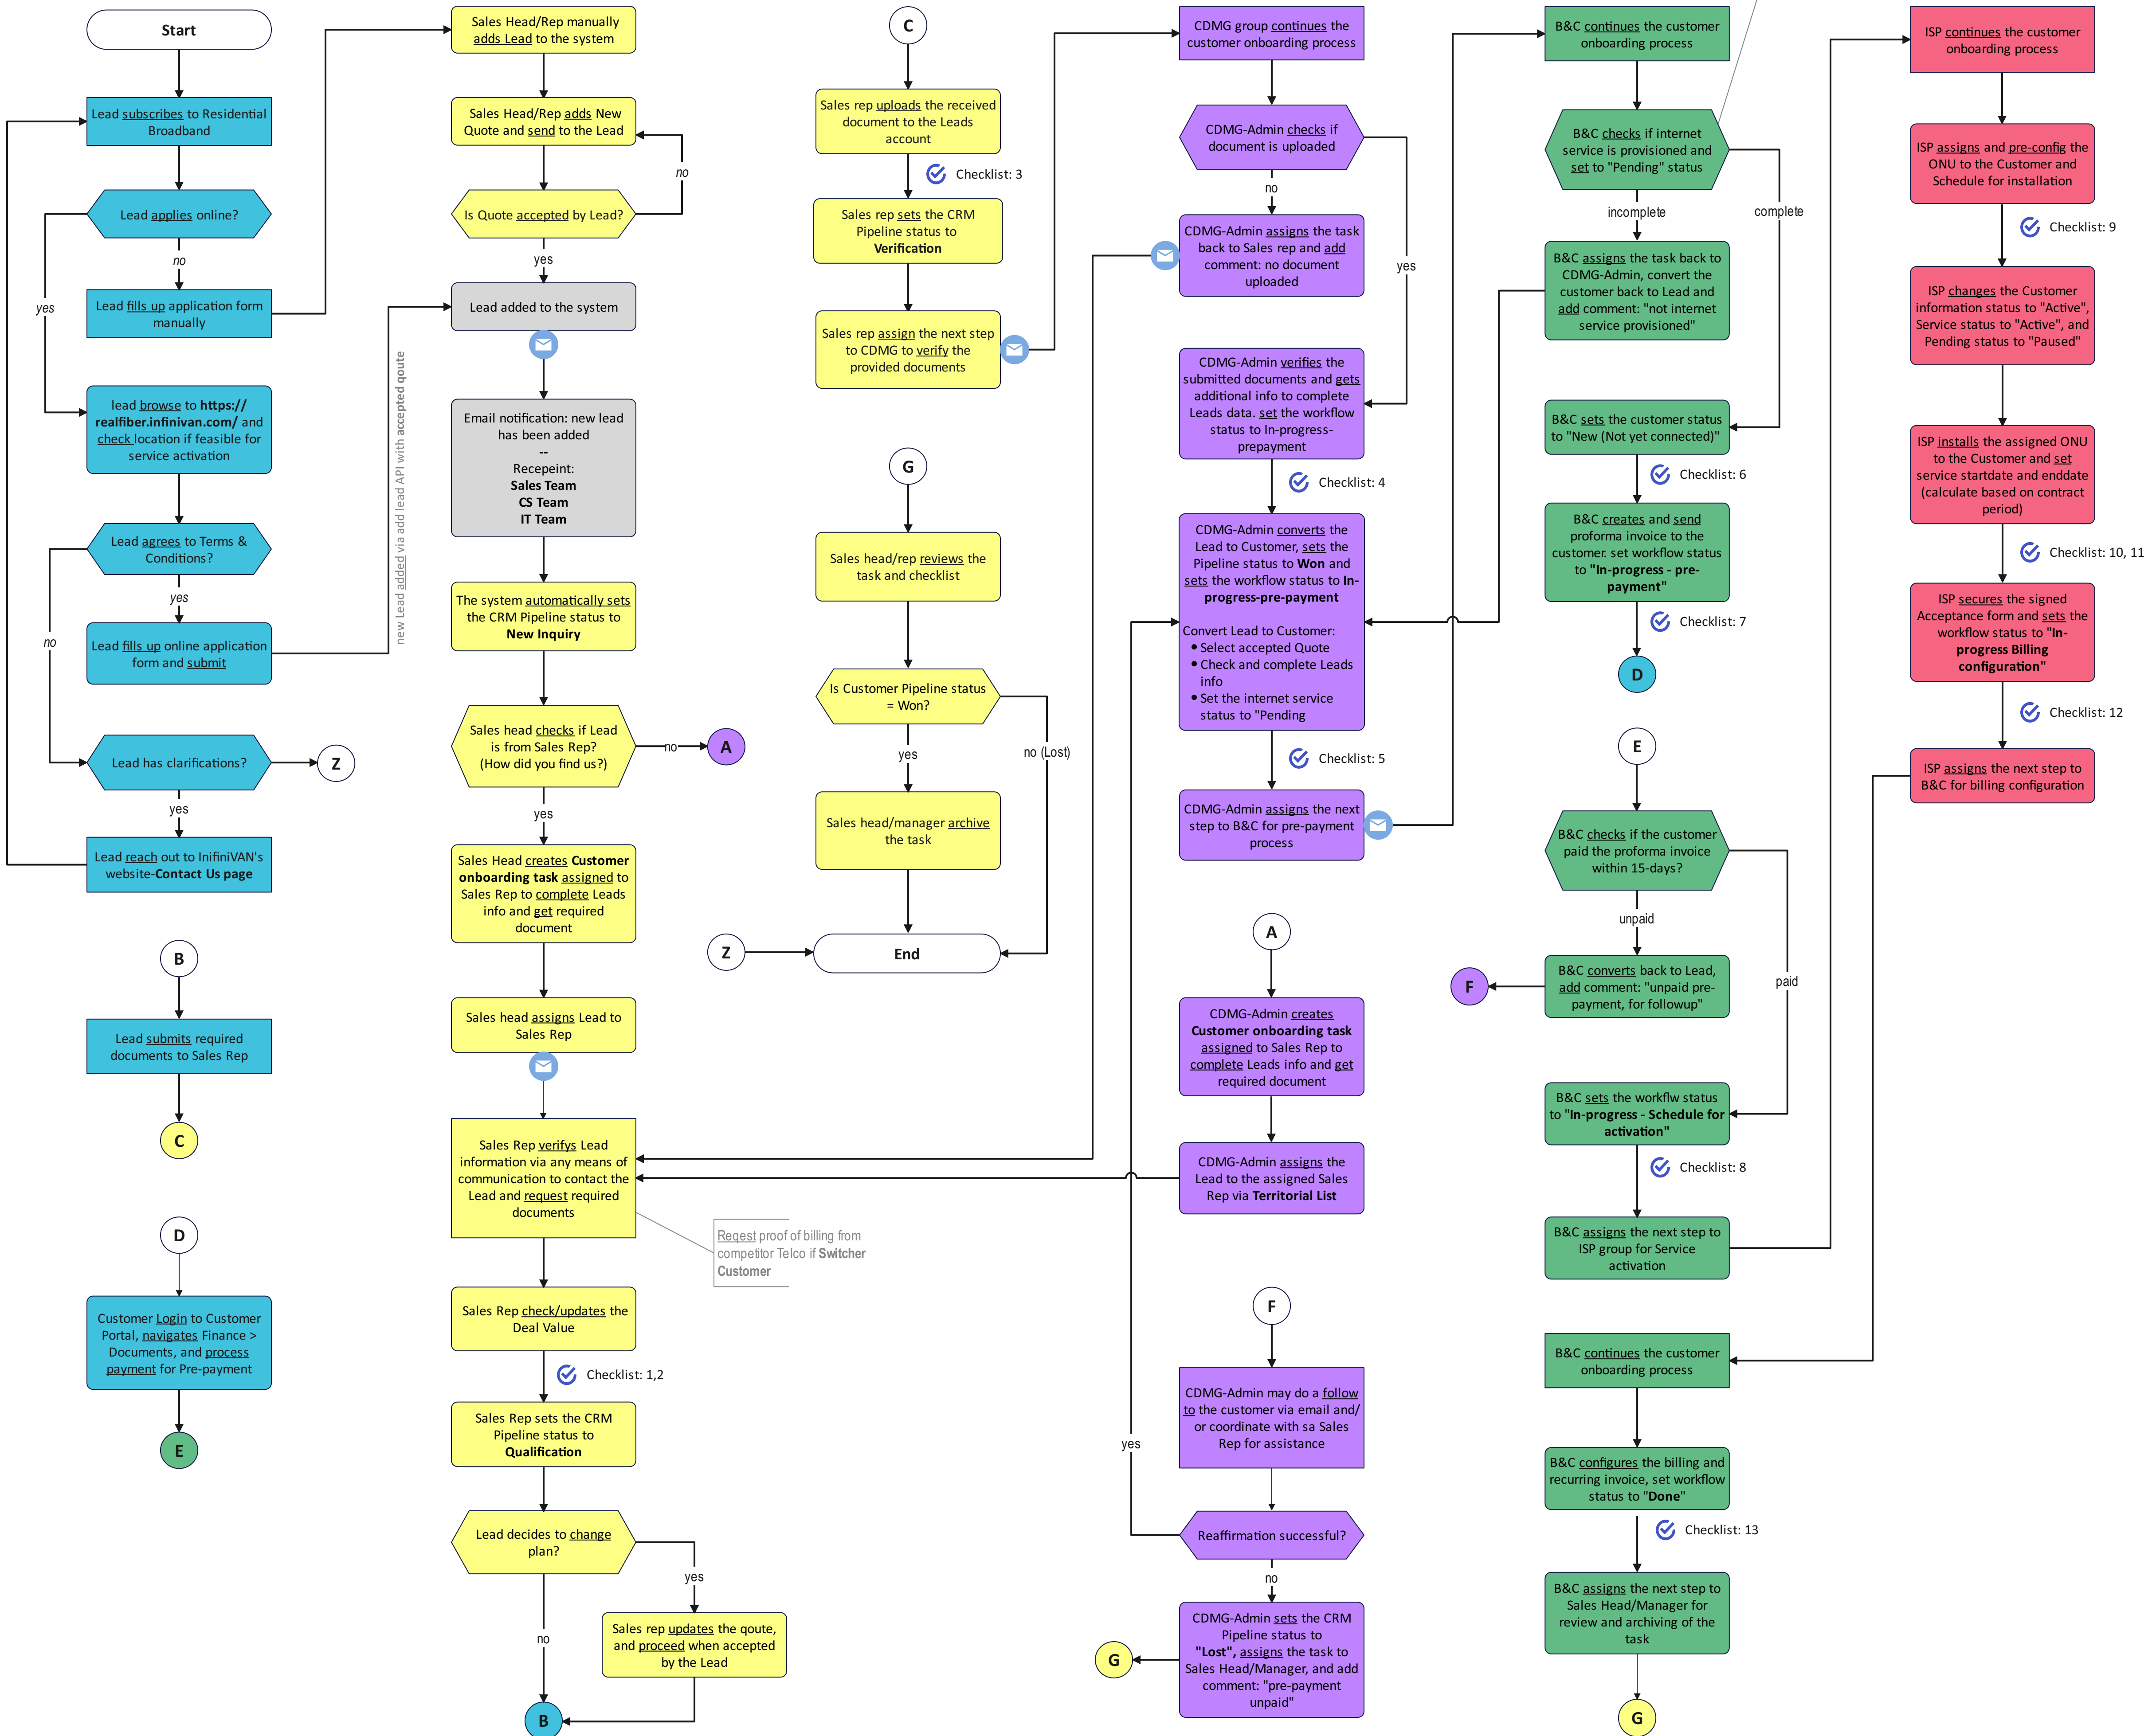 Start
Lead subscribes to Residential
Broadband
Lead applies online?
no
yes
Lead fills up application form
manually
lead browse to https://
realfiber.infinivan.com/ and
check location if feasible for
service activation
Lead agrees to Terms &
Conditions?
yes
no
Lead fills up online application
form and submit
Lead has clarifications?
Z
yes
Lead reach out to InifiniVAN's
website-Contact Us page
B
Lead submits required
documents to Sales Rep
C
D
Customer Login to Customer
Portal, navigates Finance >
Documents, and process
payment for Pre-payment
E
new Lead added via add lead API with accepted qoute
Sales Head/Rep manually
adds Lead to the system
Sales Head/Rep adds New
Quote and send to the Lead
no
Is Quote accepted by Lead?
yes
Lead added to the system
Email notification: new lead
has been added
--
Recepeint:
Sales Team
CS Team
IT Team
The system automatically sets
the CRM Pipeline status to
New Inquiry
Sales head checks if Lead
is from Sales Rep?
(How did you find us?)
no
A
yes
Sales Head creates Customer
onboarding task assigned to
Sales Rep to complete Leads
info and get required
document
Sales head assigns Lead to
Sales Rep
Sales Rep verifys Lead
information via any means of
communication to contact the
Lead and request required
documents
Reqest proof of billing from
competitor Telco if Switcher
Customer
Sales Rep check/updates the
Deal Value
Checklist: 1,2
Sales Rep sets the CRM
Pipeline status to
Qualification
Lead decides to change
plan?
yes
no
Sales rep updates the qoute,
and proceed when accepted
by the Lead
B
C
Sales rep uploads the received
document to the Leads
account
Checklist: 3
Sales rep sets the CRM
Pipeline status to
Verification
Sales rep assign the next step
to CDMG to verify the
provided documents
G
Sales head/rep reviews the
task and checklist
Is Customer Pipeline status
= Won?
yes
no (Lost)
Sales head/manager archive
the task
Z
End
CDMG group continues the
customer onboarding process
CDMG-Admin checks if
document is uploaded
no
yes
CDMG-Admin assigns the task
back to Sales rep and add
comment: no document
uploaded
CDMG-Admin verifies the
submitted documents and gets
additional info to complete
Leads data. set the workflow
status to In-progress-
prepayment
Checklist: 4
CDMG-Admin converts the
Lead to Customer, sets the
Pipeline status to Won and
sets the workflow status to In-
progress-pre-payment
Convert Lead to Customer:
• Select accepted Quote
• Check and complete Leads
info
• Set the internet service
status to "Pending
Checklist: 5
CDMG-Admin assigns the next
step to B&C for pre-payment
process
A
CDMG-Admin creates
Customer onboarding task
assigned to Sales Rep to
complete Leads info and get
required document
CDMG-Admin assigns the
Lead to the assigned Sales
Rep via Territorial List
F
CDMG-Admin may do a follow
to the customer via email and/
or coordinate with sa Sales
Rep for assistance
yes
Reaffirmation successful?
no
CDMG-Admin sets the CRM
Pipeline status to
"Lost", assigns the task to
Sales Head/Manager, and add
comment: "pre-payment
unpaid"
G
B&C continues the customer
onboarding process
B&C checks if internet
service is provisioned and
set to "Pending" status
incomplete
complete
B&C assigns the task back to
CDMG-Admin, convert the
customer back to Lead and
add comment: "not internet
service provisioned"
B&C sets the customer status
to "New (Not yet connected)"
Checklist: 6
B&C creates and send
proforma invoice to the
customer. set workflow status
to "In-progress - pre-
payment"
Checklist: 7
D
E
B&C checks if the customer
paid the proforma invoice
within 15-days?
unpaid
paid
B&C converts back to Lead,
add comment: "unpaid pre-
payment, for followup"
F
B&C sets the workflw status
to "In-progress - Schedule for
activation"
Checklist: 8
B&C assigns the next step to
ISP group for Service
activation
B&C continues the customer
onboarding process
B&C configures the billing and
recurring invoice, set workflow
status to "Done"
Checklist: 13
B&C assigns the next step to
Sales Head/Manager for
review and archiving of the
task
G
ISP continues the customer
onboarding process
ISP assigns and pre-config the
ONU to the Customer and
Schedule for installation
Checklist: 9
ISP changes the Customer
information status to "Active",
Service status to "Active", and
Pending status to "Paused"
ISP installs the assigned ONU
to the Customer and set
service startdate and enddate
(calculate based on contract
period)
Checklist: 10, 11
ISP secures the signed
Acceptance form and sets the
workflow status to "In-
progress Billing
configuration"
Checklist: 12
ISP assigns the next step to
B&C for billing configuration